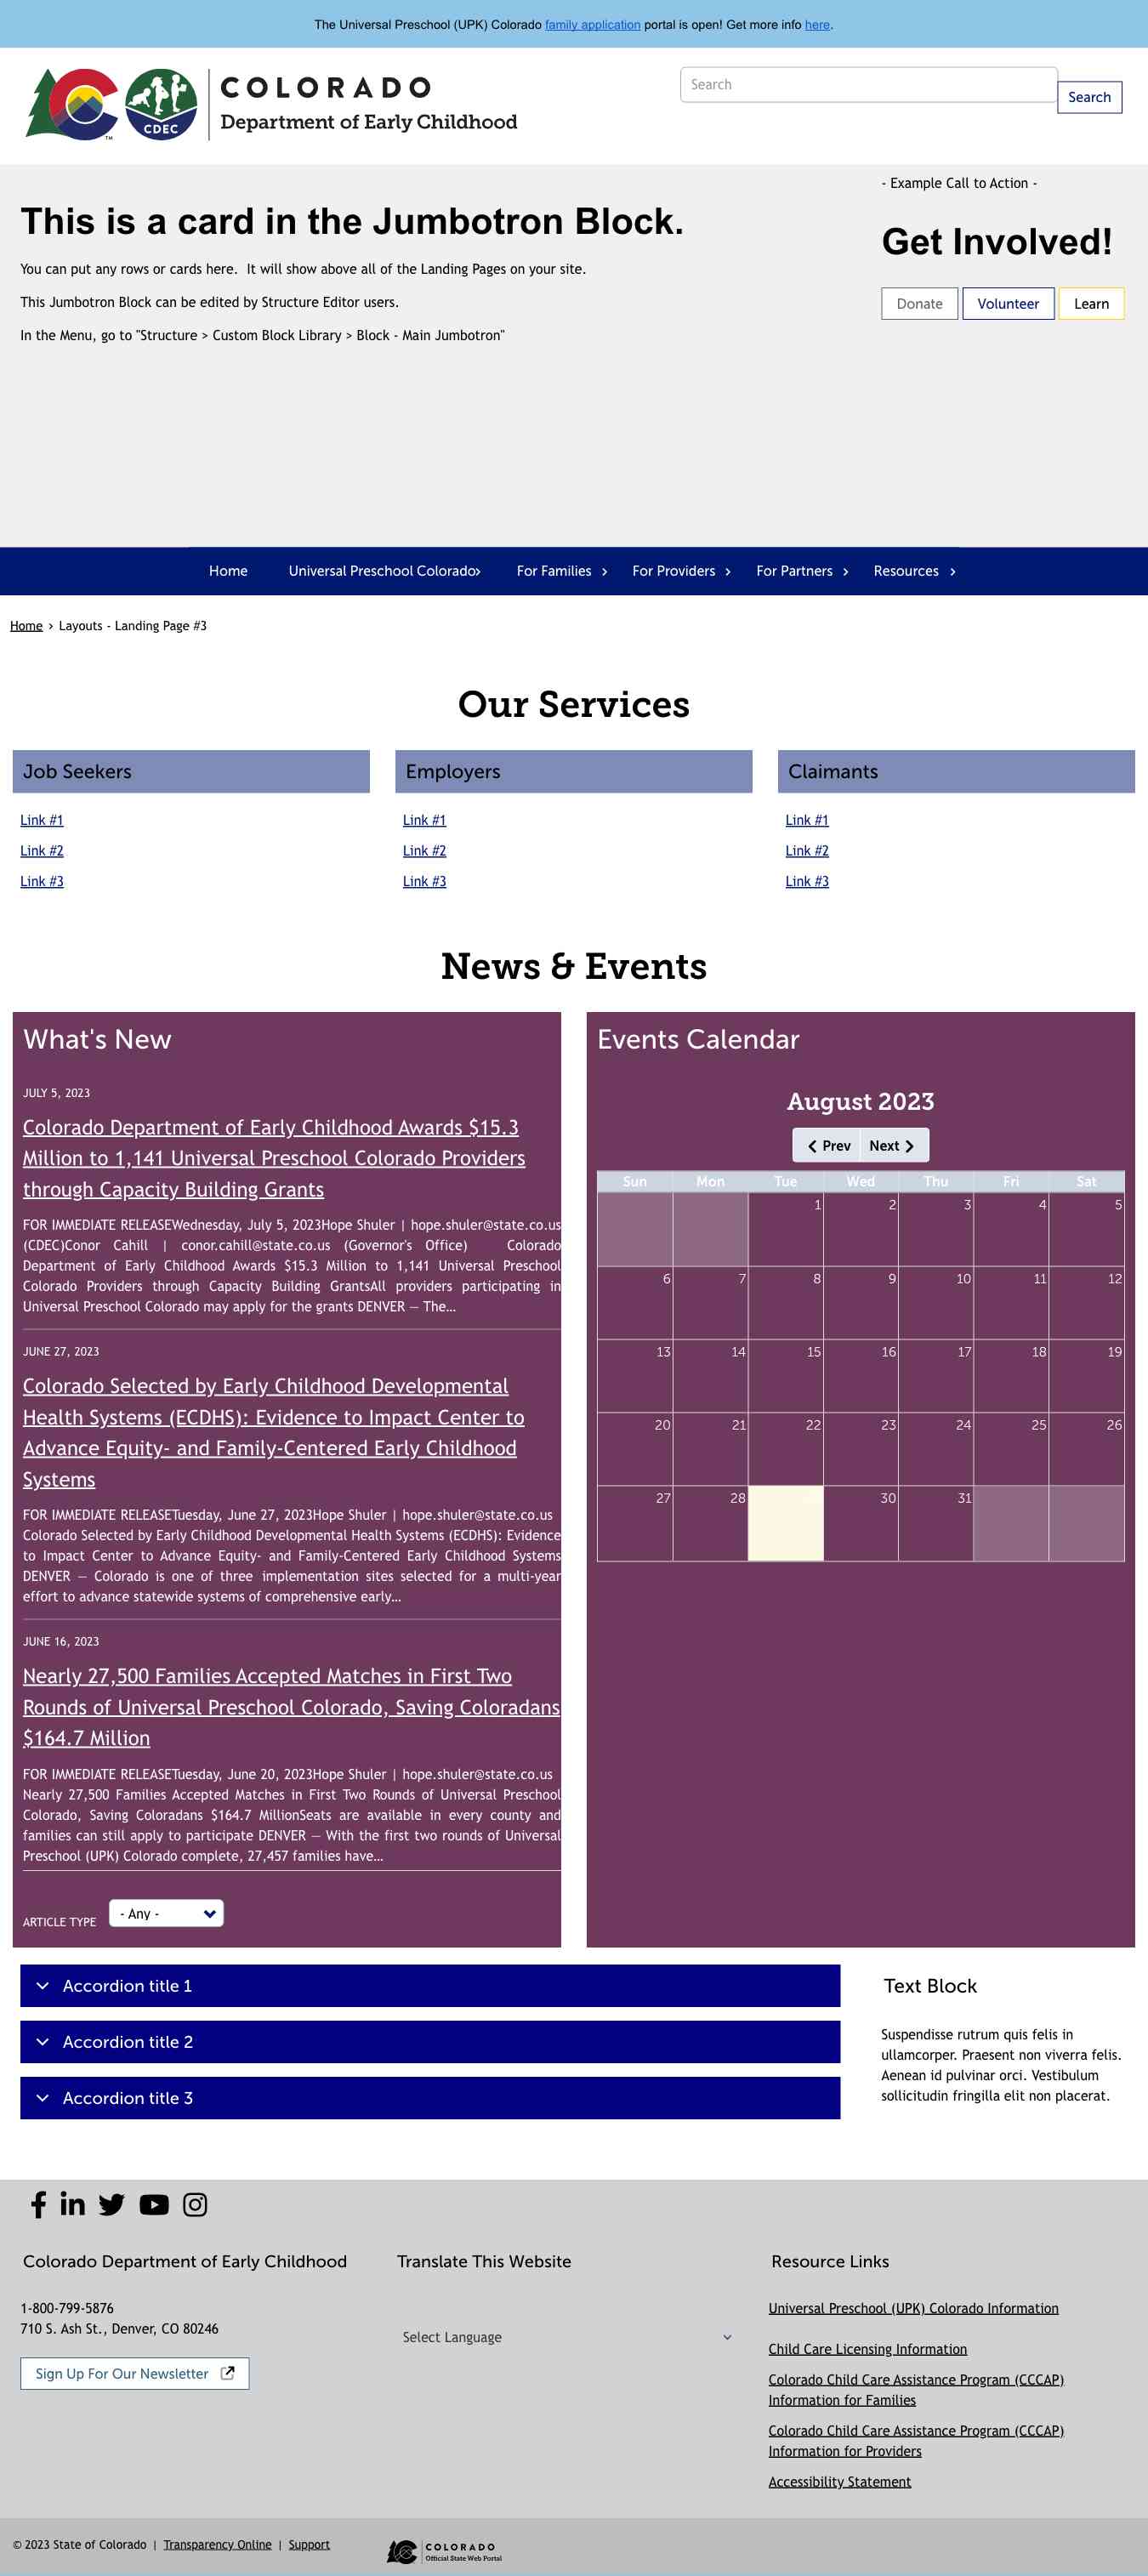 The Universal Preschool (UPK) Colorado family application portal is open! Get more info here.
CDEC
TM
COLORADO
Department of Early Childhood
Search
Search
This is a card in the Jumbotron Block.
You can put any rows or cards here. It will show above all of the Landing Pages on your site.
This Jumbotron Block can be edited by Structure Editor users.
In the Menu, go to "Structure > Custom Block Library > Block - Main Jumbotron"
- Example Call to Action -
Get Involved!
Donate Volunteer Learn
Home Universal Preschool Colorado› For Families › For Providers › For Partners › Resources ›
Home › Layouts - Landing Page #3
Our Services
Job Seekers
Link #1
Link #2
Link #3
Employers
Link #1
Link #2
Link #3
Claimants
Link #1
Link #2
Link #3
News & Events
What's New
JULY 5, 2023
Colorado Department of Early Childhood Awards $15.3
Million to 1,141 Universal Preschool Colorado Providers
through Capacity Building Grants
FOR IMMEDIATE RELEASEWednesday, July 5, 2023Hope Shuler | hope.shuler@state.co.us
(CDEC)Conor Cahill | conor.cahill@state.co.us (Governor's Office) Colorado
Department of Early Childhood Awards $15.3 Million to 1,141 Universal Preschool
Colorado Providers through Capacity Building GrantsAll providers participating in
Universal Preschool Colorado may apply for the grants DENVER — The...
JUNE 27, 2023
Colorado Selected by Early Childhood Developmental
Health Systems (ECDHS): Evidence to Impact Center to
Advance Equity- and Family-Centered Early Childhood
Systems
FOR IMMEDIATE RELEASETuesday, June 27, 2023Hope Shuler | hope.shuler@state.co.us
Colorado Selected by Early Childhood Developmental Health Systems (ECDHS): Evidence
to Impact Center to Advance Equity- and Family-Centered Early Childhood Systems
DENVER — Colorado is one of three implementation sites selected for a multi-year
effort to advance statewide systems of comprehensive early...
JUNE 16, 2023
Nearly 27,500 Families Accepted Matches in First Two
Rounds of Universal Preschool Colorado, Saving Coloradans
$164.7 Million
FOR IMMEDIATE RELEASETuesday, June 20, 2023Hope Shuler | hope.shuler@state.co.us
Nearly 27,500 Families Accepted Matches in First Two Rounds of Universal Preschool
Colorado, Saving Coloradans $164.7 MillionSeats are available in every county and
families can still apply to participate DENVER — With the first two rounds of Universal
Preschool (UPK) Colorado complete, 27,457 families have...
ARTICLE TYPE - Any -
Events Calendar
August 2023
Prev Next
Sun Mon Tue Wed Thu Fri Sat
1 2 3 4 5
6 7 8 9 10 11 12
13 14 15 16 17 18 19
20 21 22 23 24 25 26
27 28 30 31
Accordion title 1
Accordion title 2
Accordion title 3
Text Block
Suspendisse rutrum quis felis in
ullamcorper. Praesent non viverra felis.
Aenean id pulvinar orci. Vestibulum
sollicitudin fringilla elit non placerat.
Colorado Department of Early Childhood
1-800-799-5876
710 S. Ash St., Denver, CO 80246
Sign Up For Our Newsletter
Translate This Website
Select Language
Resource Links
Universal Preschool (UPK) Colorado Information
Child Care Licensing Information
Colorado Child Care Assistance Program (CCCAP)
Information for Families
Colorado Child Care Assistance Program (CCCAP)
Information for Providers
Accessibility Statement
© 2023 State of Colorado | Transparency Online | Support
COLORADO
Official State Web Portal